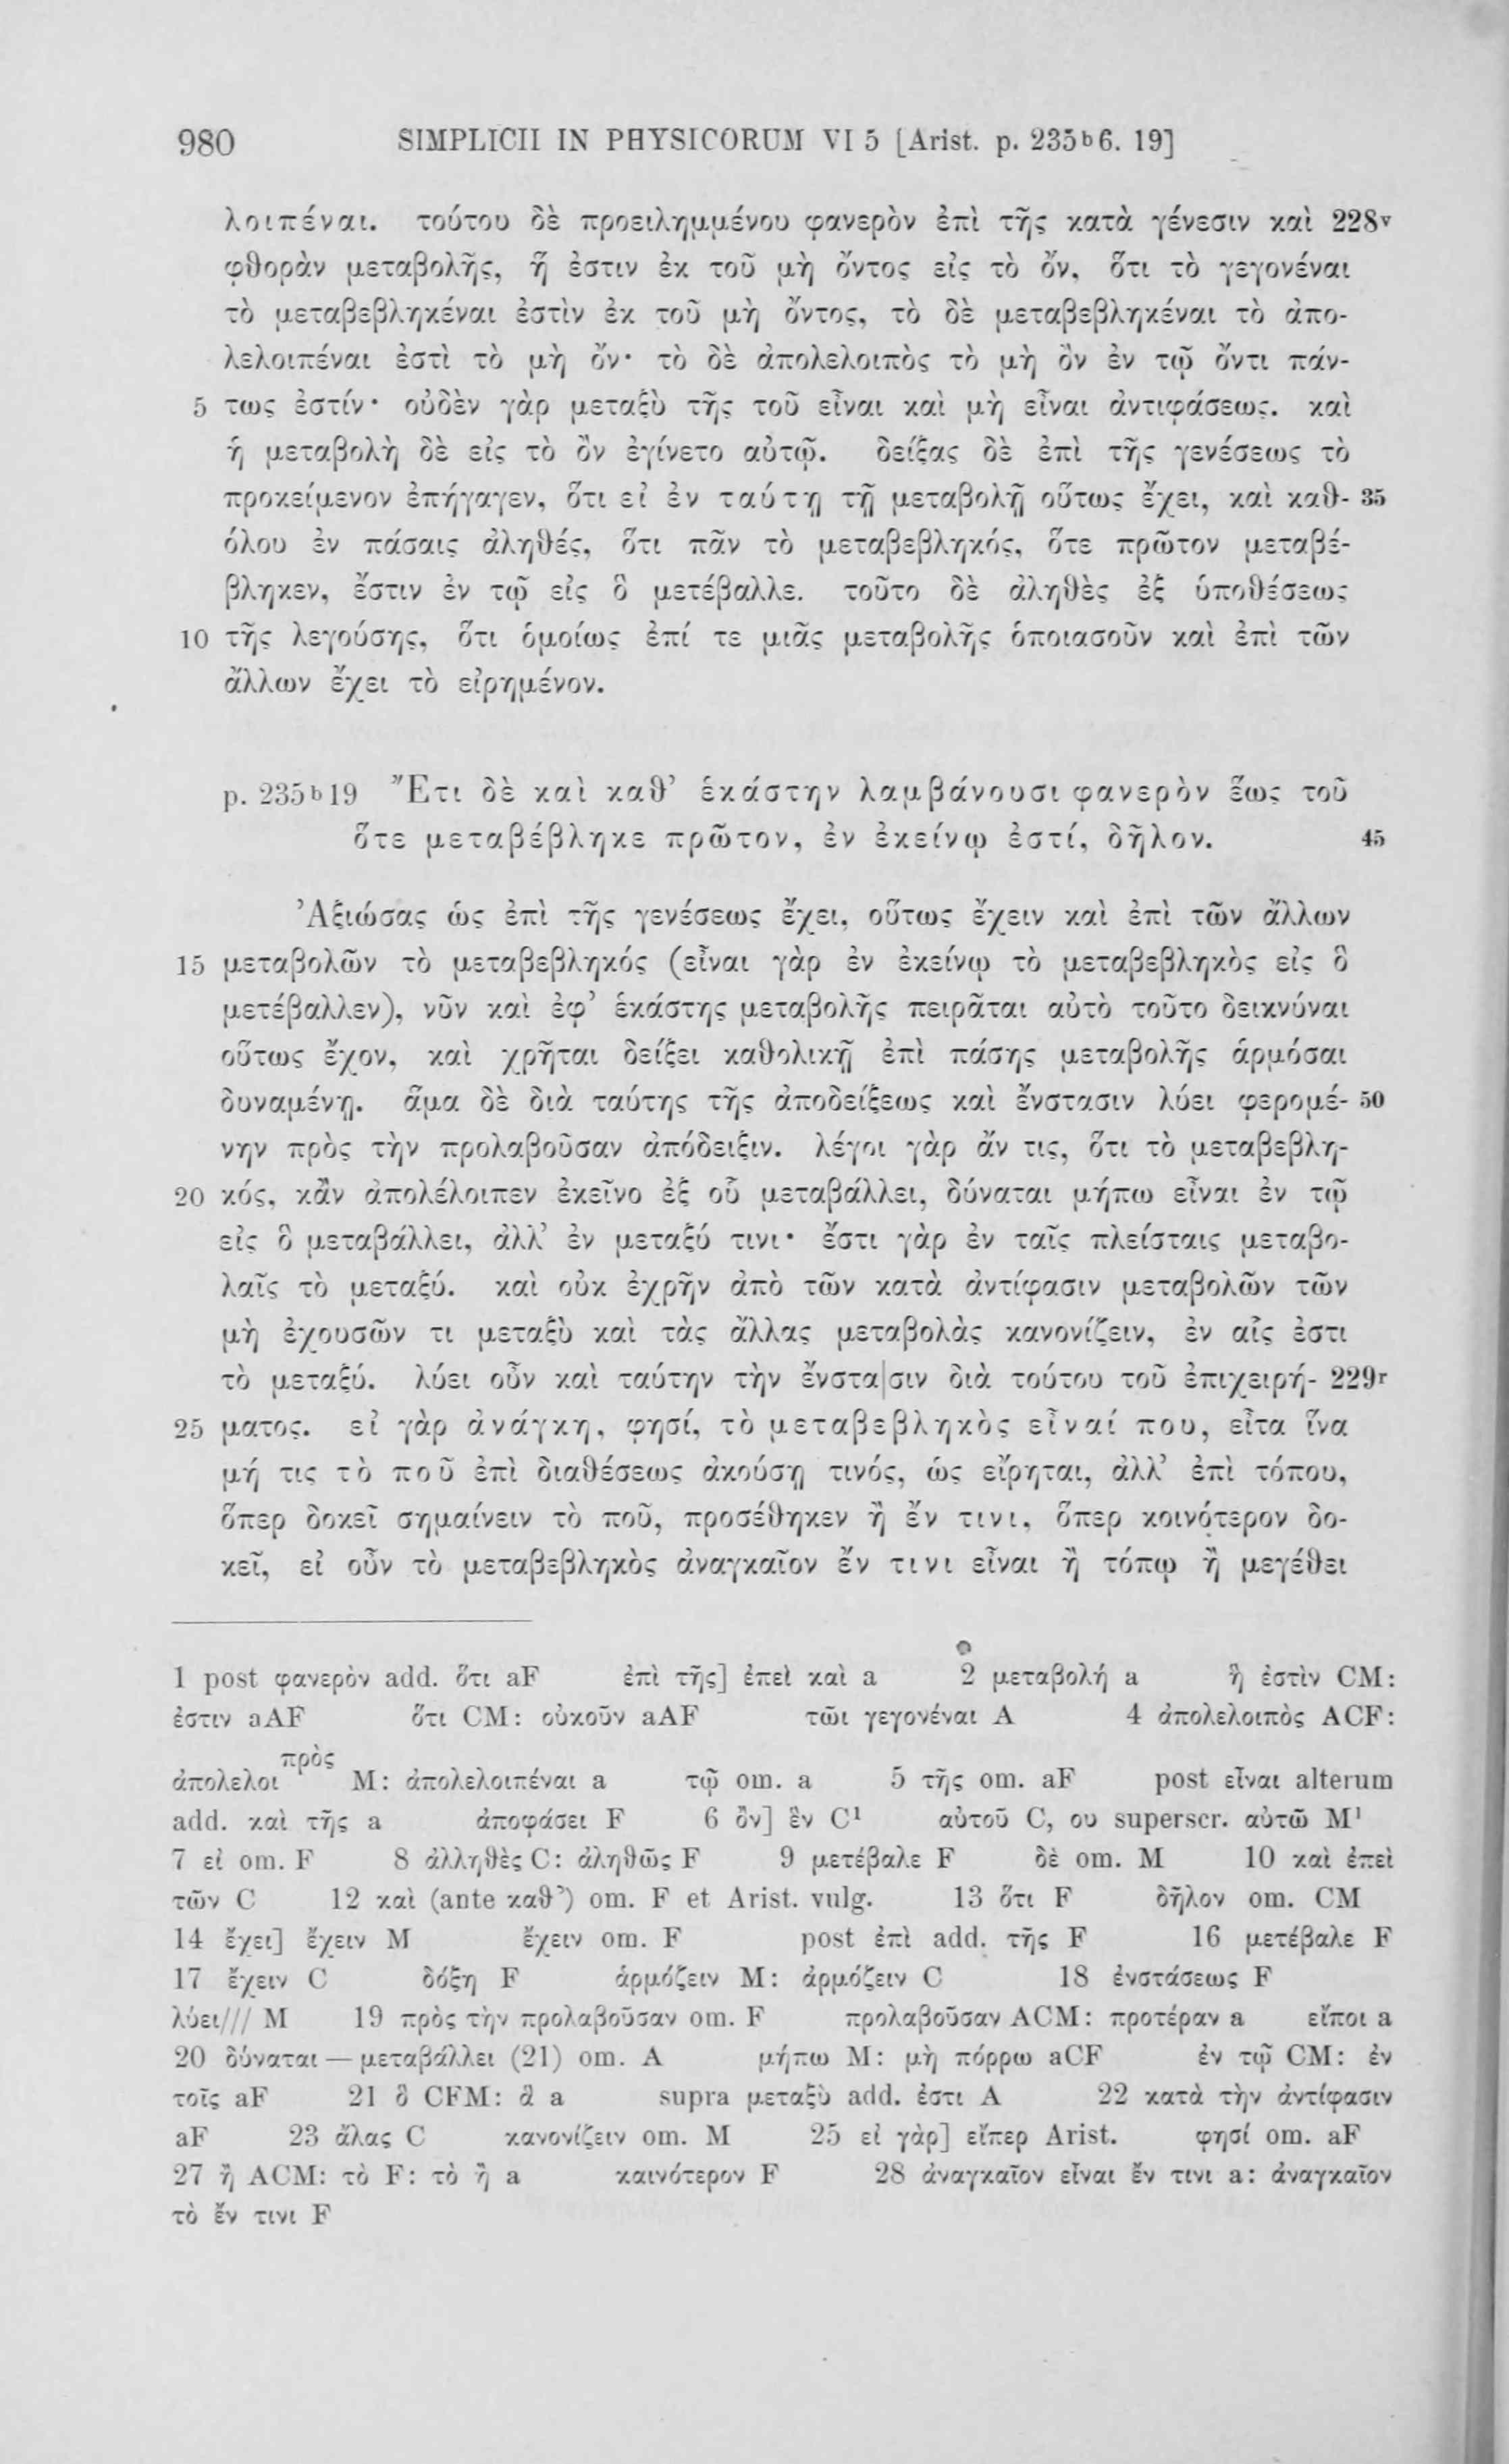 980 SIMPLICII IN PHYSICORUM VI 5 [Arist. p. 235ᵇ6. 19]
λοιπέναι. τούτου δὲ προειλημμένου φανερὸν ἐπὶ τῆς κατὰ γένεσιν καὶ 228ᵛ
φθορὰν μεταβολῆς, ἥ ἐστιν ἐκ τοῦ μὴ ὄντος εἰς τὸ ὄν, ὅτι τὸ γεγονέναι
τὸ μεταβεβληκέναι ἐστὶν ἐκ τοῦ μὴ ὄντος, τὸ δὲ μεταβεβληκέναι τὸ ἀπο-
λελοιπέναι ἐστὶ τὸ μὴ ὄν· τὸ δὲ ἀπολελοιπὸς τὸ μὴ ὂν ἐν τῷ ὄντι πάν-
5 τως ἐστίν· οὐδὲν γὰρ μεταξὺ τῆς τοῦ εἶναι καὶ μὴ εἶναι ἀντιφάσεως. καὶ
ἡ μεταβολὴ δὲ εἰς τὸ ὂν ἐγίνετο αὐτῷ. δείξας δὲ ἐπὶ τῆς γενέσεως τὸ
προκείμενον ἐπήγαγεν, ὅτι εἰ ἐν ταύτῃ τῇ μεταβολῇ οὕτως ἔχει, καὶ καθ- 35
όλου ἐν πάσαις ἀληθές, ὅτι πᾶν τὸ μεταβεβληκός, ὅτε πρῶτον μεταβέ-
βληκεν, ἔστιν ἐν τῷ εἰς ὃ μετέβαλλε. τοῦτο δὲ ἀληθὲς ἐξ ὑποθέσεως
10 τῆς λεγούσης, ὅτι ὁμοίως ἐπί τε μιᾶς μεταβολῆς ὁποιασοῦν καὶ ἐπὶ τῶν
ἄλλων ἔχει τὸ εἰρημένον.
p. 235ᵇ19 Ἔτι δὲ καὶ καθ’ ἑκάστην λαμβάνουσι φανερὸν ἕως τοῦ
ὅτε μεταβέβληκε πρῶτον, ἐν ἐκείνῳ ἐστί, δῆλον. 45
Ἀξιώσας ὡς ἐπὶ τῆς γενέσεως ἔχει, οὕτως ἔχειν καὶ ἐπὶ τῶν ἄλλων
15 μεταβολῶν τὸ μεταβεβληκός (εἶναι γὰρ ἐν ἐκείνῳ τὸ μεταβεβληκὸς εἰς ὃ
μετέβαλλεν), νῦν καὶ ἐφ’ ἑκάστης μεταβολῆς πειρᾶται αὐτὸ τοῦτο δεικνύναι
οὕτως ἔχον, καὶ χρῆται δείξει καθολικῇ ἐπὶ πάσης μεταβολῆς ἁρμόσαι
δυναμένῃ. ἅμα δὲ διὰ ταύτης τῆς ἀποδείξεως καὶ ἔνστασιν λύει φερομέ- 50
νην πρὸς τὴν προλαβοῦσαν ἀπόδειξιν. λέγοι γὰρ ἄν τις, ὅτι τὸ μεταβεβλη-
20 κός, κἂν ἀπολέλοιπεν ἐκεῖνο ἐξ οὗ μεταβάλλει, δύναται μήπω εἶναι ἐν τῷ
εἰς ὃ μεταβάλλει, ἀλλ’ ἐν μεταξύ τινι· ἔστι γὰρ ἐν ταῖς πλείσταις μεταβο-
λαῖς τὸ μεταξύ. καὶ οὐκ ἐχρῆν ἀπὸ τῶν κατὰ ἀντίφασιν μεταβολῶν τῶν
μὴ ἐχουσῶν τι μεταξὺ καὶ τὰς ἄλλας μεταβολὰς κανονίζειν, ἐν αἷς ἐστι
τὸ μεταξύ. λύει οὖν καὶ ταύτην τὴν ἔνστα|σιν διὰ τούτου τοῦ ἐπιχειρή- 229ʳ
25 ματος. εἰ γὰρ ἀνάγκη, φησί, τὸ μεταβεβληκὸς εἶναί που, εἶτα ἵνα
μή τις τὸ ποῦ ἐπὶ διαθέσεως ἀκούσῃ τινός, ὡς εἴρηται, ἀλλ’ ἐπὶ τόπου,
ὅπερ δοκεῖ σημαίνειν τὸ ποῦ, προσέθηκεν ἢ ἔν τινι, ὅπερ κοινότερον δο-
κεῖ, εἰ οὖν τὸ μεταβεβληκὸς ἀναγκαῖον ἔν τινι εἶναι ἢ τόπῳ ἢ μεγέθει
1 post φανερὸν add. ὅτι aF ἐπὶ τῆς] ἐπεὶ καὶ a 2 μεταβολή a ἢ ἐστὶν CM:
ἐστιν aAF ὅτι CM: οὐκοῦν aAF τῶι γεγονέναι A 4 ἀπολελοιπὸς ACF:
ἀπολελοιπρὸς M: ἀπολελοιπέναι a τῷ om. a 5 τῆς om. aF post εἶναι alterum
add. καὶ τῆς a ἀποφάσει F 6 ὂν] ἓν C¹ αὐτοῦ C, ου superscr. αὐτῶ M¹
7 εἰ om. F 8 ἀλληθὲς C: ἀληθῶς F 9 μετέβαλε F δὲ om. M 10 καὶ ἐπεὶ
τῶν C 12 καὶ (ante καθ’) om. F et Arist. vulg. 13 ὅτι F δῆλον om. CM
14 ἔχει] ἔχειν M ἔχειν om. F post ἐπὶ add. τῆς F 16 μετέβαλε F
17 ἔχειν C δόξῃ F ἁρμόζειν M: ἀρμόζειν C 18 ἐνστάσεως F
λύει/// M 19 πρὸς τὴν προλαβοῦσαν om. F προλαβοῦσαν ACM: προτέραν a εἴποι a
20 δύναται — μεταβάλλει (21) om. A μήπω M: μὴ πόρρω aCF ἐν τῷ CM: ἐν
τοῖς aF 21 ὃ CFM: ἃ a supra μεταξὺ add. ἐστι A 22 κατὰ τὴν ἀντίφασιν
aF 23 ἄλας C κανονίζειν om. M 25 εἰ γὰρ] εἴπερ Arist. φησί om. aF
27 ἢ ACM: τὸ F: τὸ ἢ a καινότερον F 28 ἀναγκαῖον εἶναι ἔν τινι a: ἀναγκαῖον
τὸ ἔν τινι F